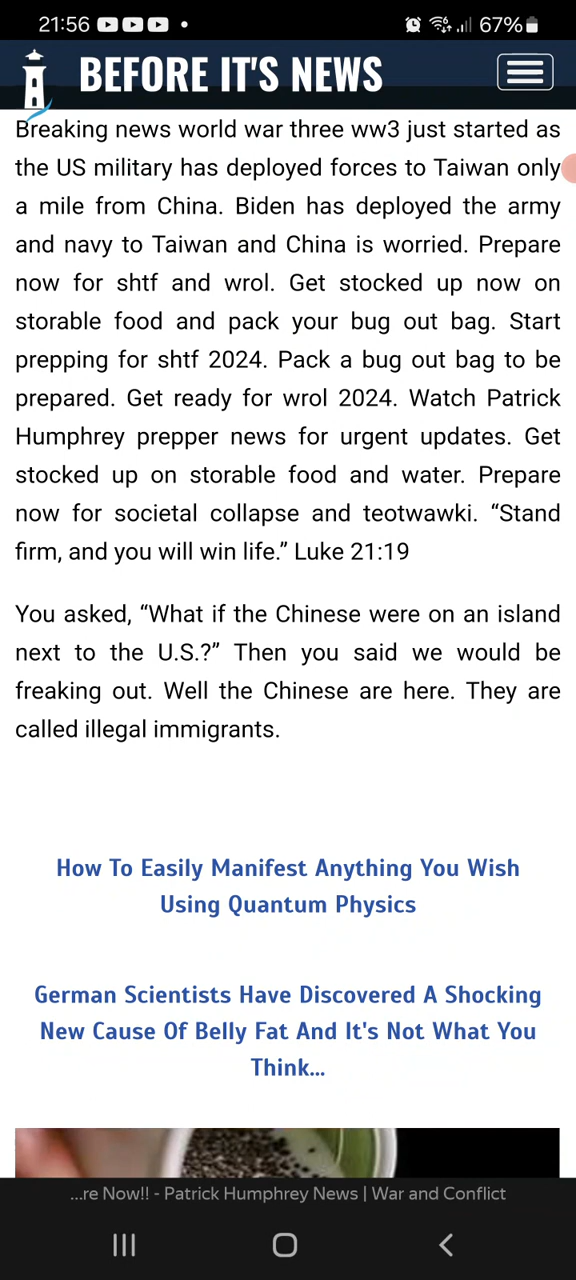 21:56
67%
BEFORE IT'S NEWS
Breaking news world war three ww3 just started as
the US military has deployed forces to Taiwan only
a mile from China. Biden has deployed the army
and navy to Taiwan and China is worried. Prepare
now for shtf and wrol. Get stocked up now on
storable food and pack your bug out bag. Start
prepping for shtf 2024. Pack a bug out bag to be
prepared. Get ready for wrol 2024. Watch Patrick
Humphrey prepper news for urgent updates. Get
stocked up on storable food and water. Prepare
now for societal collapse and teotwawki. “Stand
firm, and you will win life.” Luke 21:19
You asked, “What if the Chinese were on an island
next to the U.S.?” Then you said we would be
freaking out. Well the Chinese are here. They are
called illegal immigrants.
How To Easily Manifest Anything You Wish
Using Quantum Physics
German Scientists Have Discovered A Shocking
New Cause Of Belly Fat And It's Not What You
Think...
...re Now!! - Patrick Humphrey News | War and Conflict